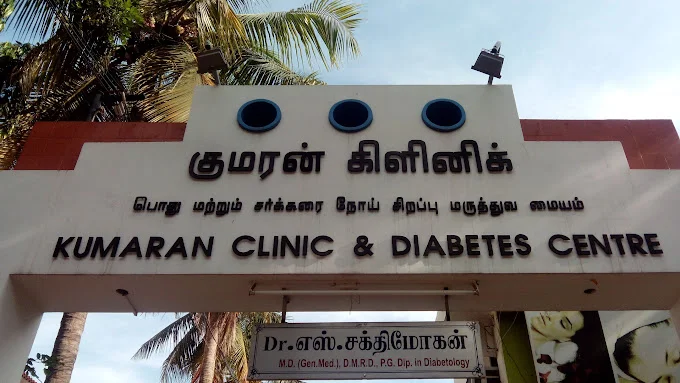 குமரன் கிளினிக்
பொது மற்றும் சர்க்கரை நோய் சிறப்பு மருத்துவ மையம்
KUMARAN CLINIC & DIABETES CENTRE
Dr.எஸ்.சக்திமோகன்
M.D. (Gen.Med.), D.M.R.D., P.G. Dip. in Diabetology